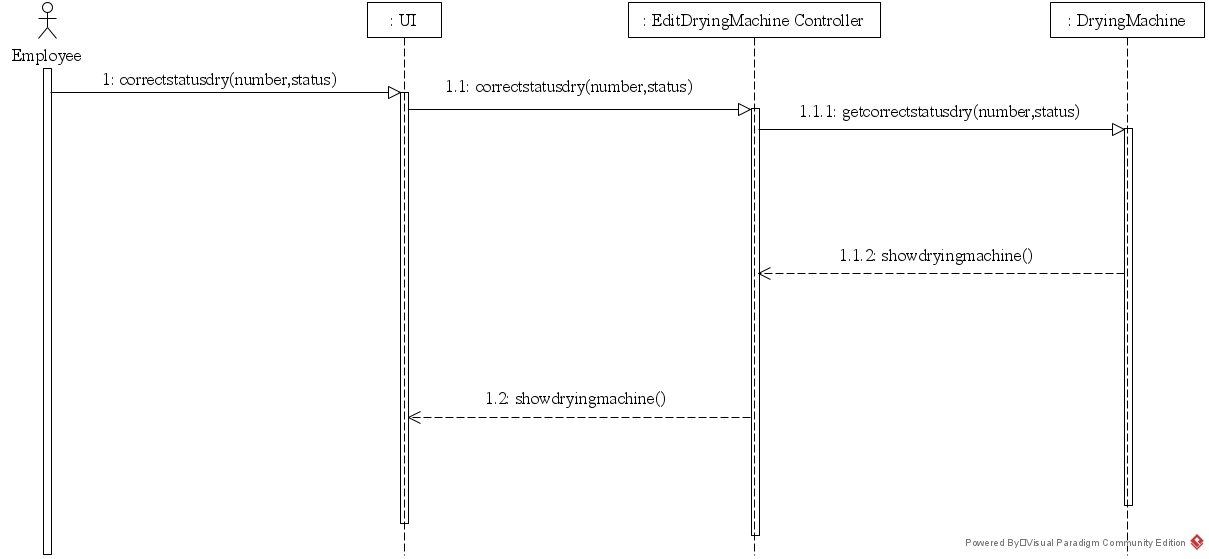 : UI
: EditDryingMachine Controller
: DryingMachine
Employee
1: correctstatusdry(number,status)
1.1: correctstatusdry(number,status)
1.1.1: getcorrectstatusdry(number,status)
1.1.2: showdryingmachine()
1.2: showdryingmachine()
Powered By□Visual Paradigm Community Edition